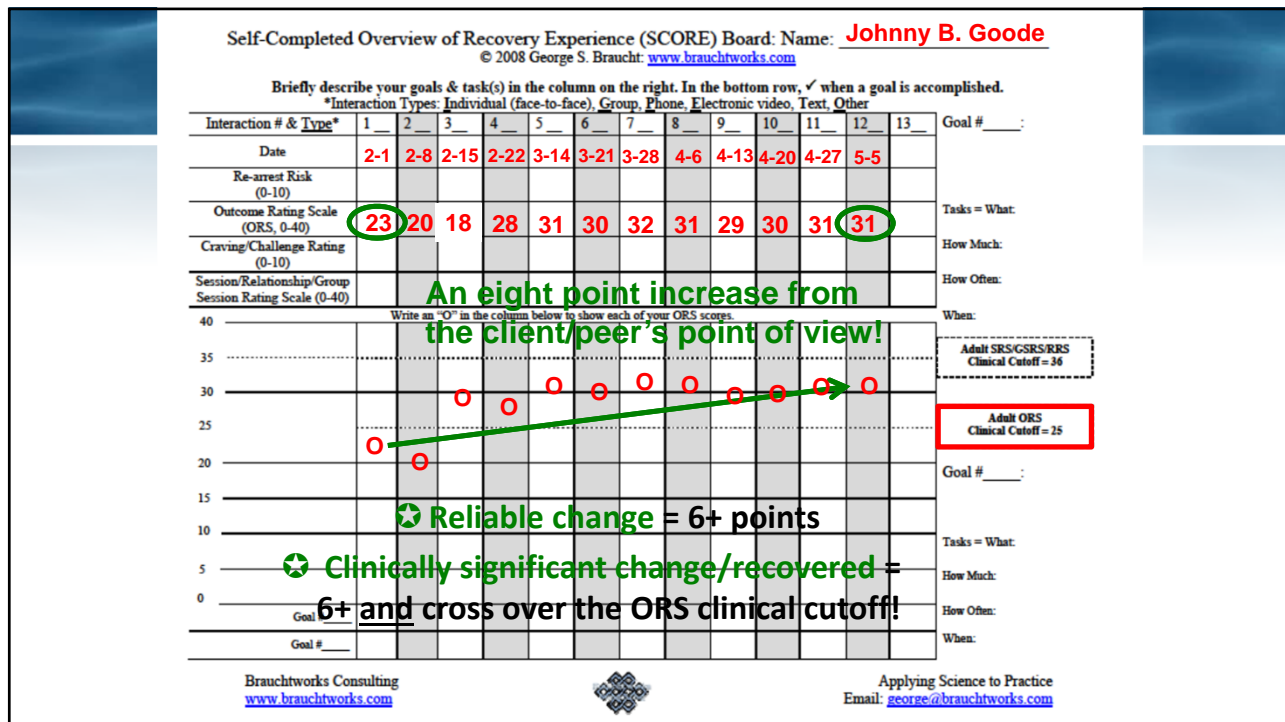 Self-Completed Overview of Recovery Experience (SCORE) Board: Name: Johnny B. Goode
© 2008 George S. Braucht: www.brauchtworks.com
Briefly describe your goals & task(s) in the column on the right. In the bottom row, ✓ when a goal is accomplished.
*Interaction Types: Individual (face-to-face), Group, Phone, Electronic video, Text, Other
Interaction # & Type* 1__ 2__ 3__ 4__ 5__ 6__ 7__ 8__ 9__ 10__ 11__ 12__ 13__ Goal #_____:
Date 2-1 2-8 2-15 2-22 3-14 3-21 3-28 4-6 4-13 4-20 4-27 5-5
Re-arrest Risk
(0-10)
Outcome Rating Scale
(ORS, 0-40) 23 20 18 28 31 30 32 31 29 30 31 31
Tasks = What:
Craving/Challenge Rating
(0-10)
How Much:
Session/Relationship/Group
Session Rating Scale (0-40)
How Often:
An eight point increase from
the client/peer's point of view!
Write an "O" in the column below to show each of your ORS scores.
When:
40
35
30
25
20
15
10
5
0
O O O O O O O O O O O O
Adult SRS/GSRS/RRS
Clinical Cutoff = 36
Adult ORS
Clinical Cutoff = 25
Goal #_____:
✪ Reliable change = 6+ points
✪ Clinically significant change/recovered =
6+ and cross over the ORS clinical cutoff!
Tasks = What:
How Much:
How Often:
When:
Goal #____
Goal #____
Brauchtworks Consulting
www.brauchtworks.com
Applying Science to Practice
Email: george@brauchtworks.com